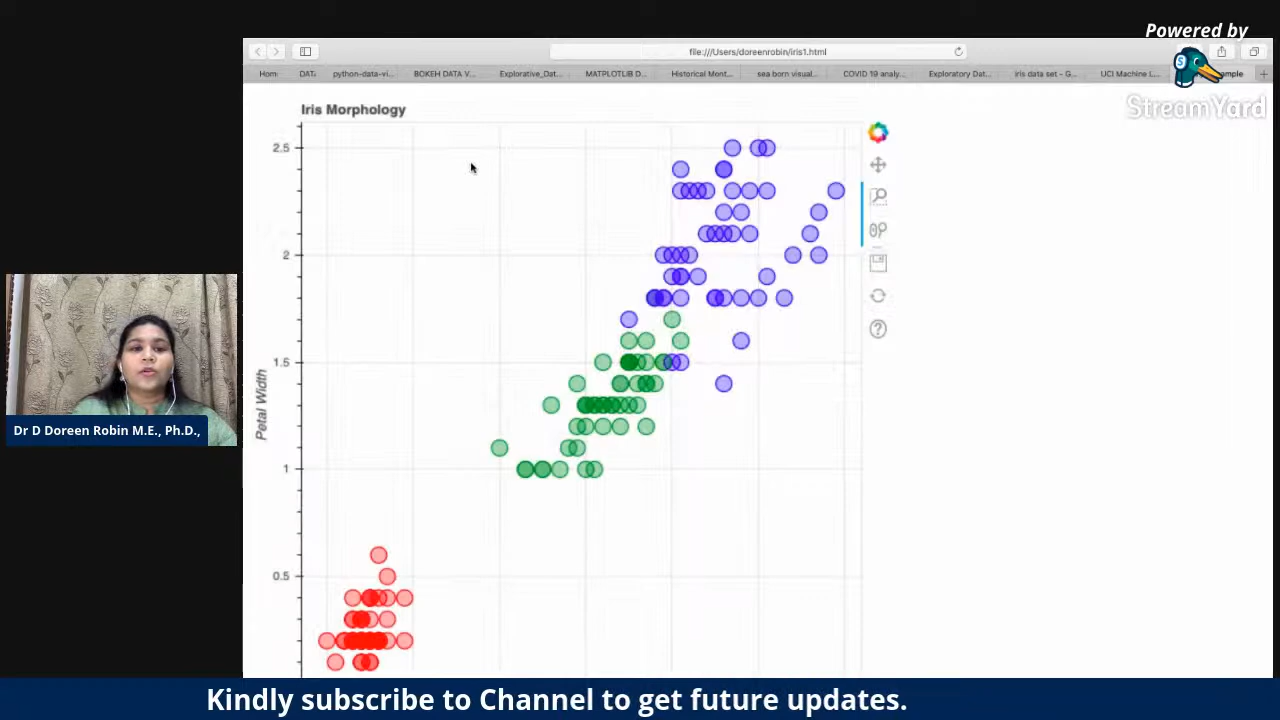 Powered by
StreamYard
file:///Users/doreenrobin/iris1.html
Hom
DATA
python-data-vi...
BOKEH DATA V...
Explorative_Dat...
MATPLOTLIB D...
Historical Mont...
sea born visual...
COVID 19 analy...
Exploratory Dat...
iris data set - G...
UCI Machine L...
Iris Morphology
2.5
2
1.5
1
0.5
Petal Width
Dr D Doreen Robin M.E., Ph.D.,
Kindly subscribe to Channel to get future updates.